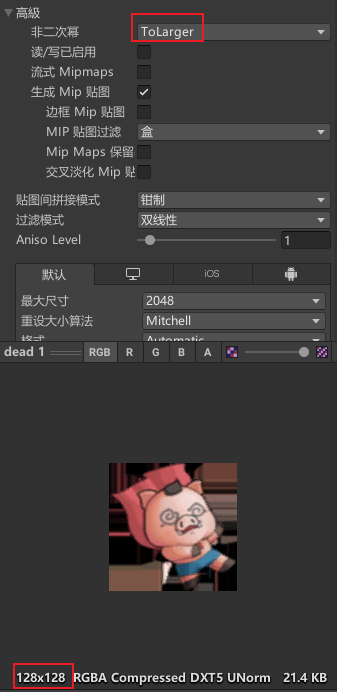 高級
非二次幂 ToLarger
读/写已启用
流式 Mipmaps
生成 Mip 贴图
边框 Mip 贴图
MIP 贴图过滤 盒
Mip Maps 保留
交叉淡化 Mip 贴
贴图间拼接模式 钳制
过滤模式 双线性
Aniso Level 1
默认 iOS
最大尺寸 2048
重设大小算法 Mitchell
格式 Automatic
dead 1 RGB R G B A
128x128 RGBA Compressed DXT5 UNorm 21.4 KB